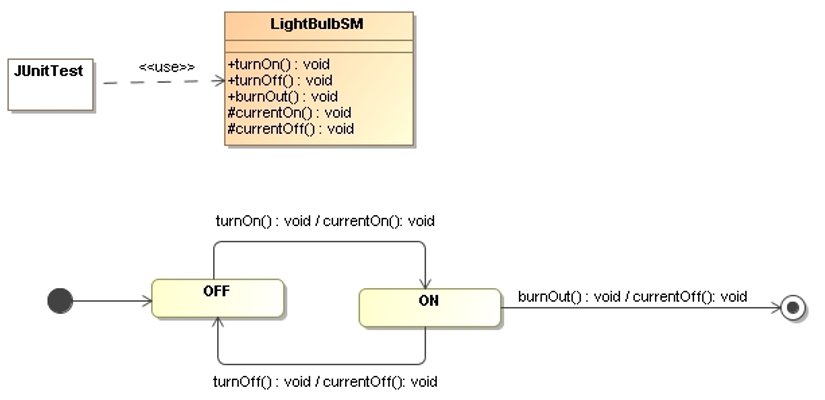 LightBulbSM
JUnitTest
<<use>>
+turnOn() : void
+turnOff() : void
+burnOut() : void
#currentOn() : void
#currentOff() : void
turnOn() : void / currentOn(): void
OFF
ON
burnOut() : void / currentOff(): void
turnOff() : void / currentOff(): void